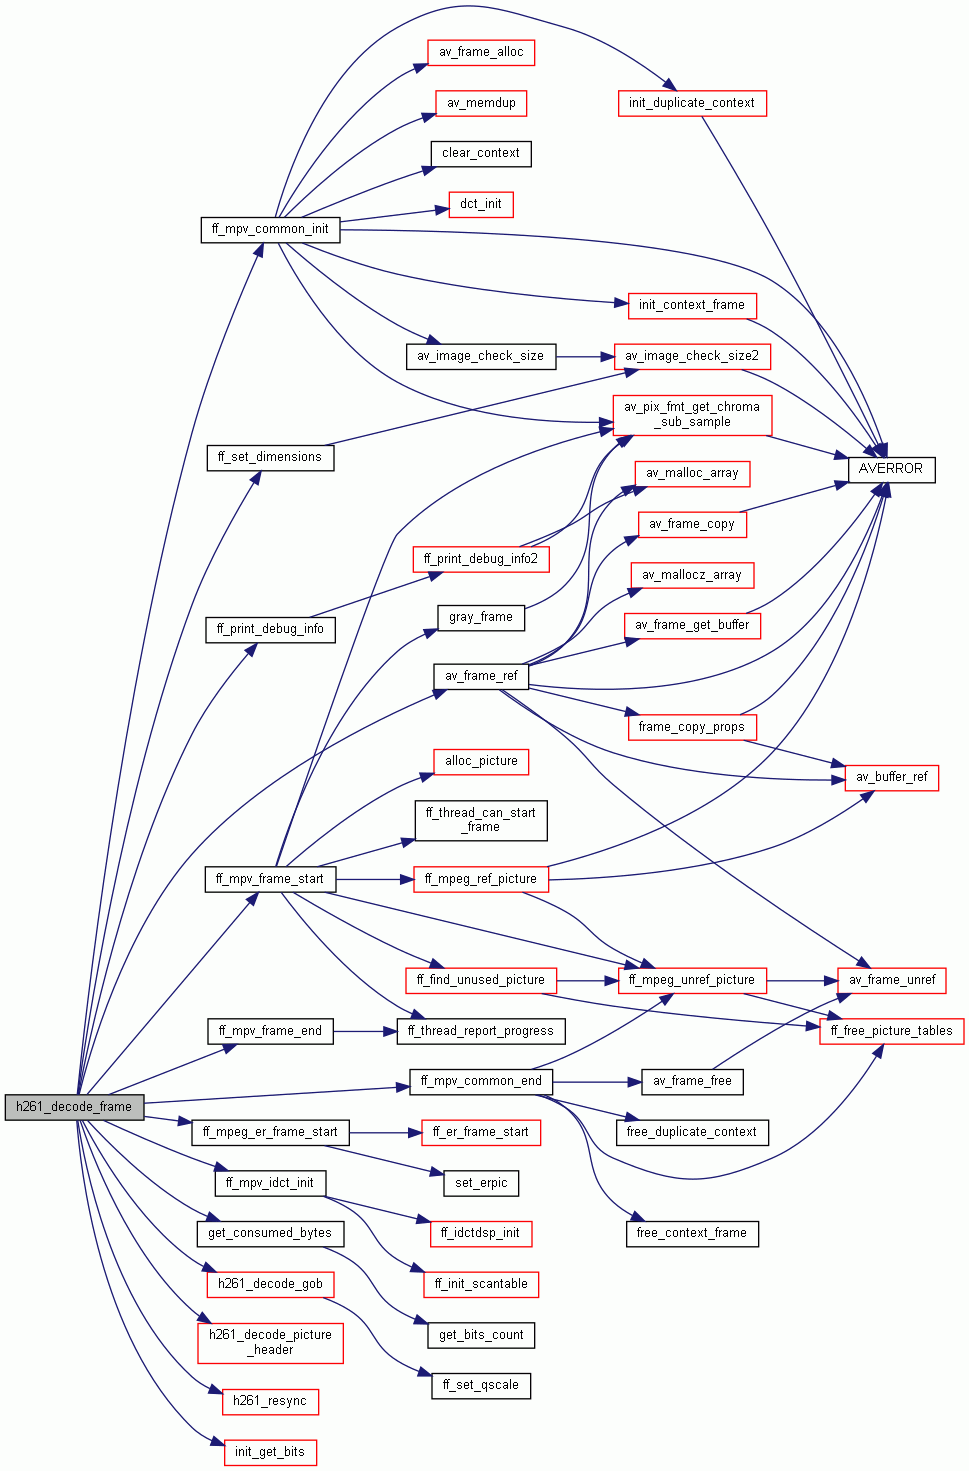 av_frame_alloc
av_memdup
init_duplicate_context
clear_context
dct_init
ff_mpv_common_init
init_context_frame
av_image_check_size
av_image_check_size2
av_pix_fmt_get_chroma
_sub_sample
ff_set_dimensions
AVERROR
av_malloc_array
av_frame_copy
ff_print_debug_info2
av_mallocz_array
gray_frame
ff_print_debug_info
av_frame_get_buffer
av_frame_ref
frame_copy_props
alloc_picture
av_buffer_ref
ff_thread_can_start
_frame
ff_mpv_frame_start
ff_mpeg_ref_picture
ff_find_unused_picture
ff_mpeg_unref_picture
av_frame_unref
ff_mpv_frame_end
ff_thread_report_progress
ff_free_picture_tables
ff_mpv_common_end
av_frame_free
h261_decode_frame
ff_mpeg_er_frame_start
ff_er_frame_start
free_duplicate_context
ff_mpv_idct_init
set_erpic
get_consumed_bytes
ff_idctdsp_init
free_context_frame
h261_decode_gob
ff_init_scantable
h261_decode_picture
_header
get_bits_count
ff_set_qscale
h261_resync
init_get_bits